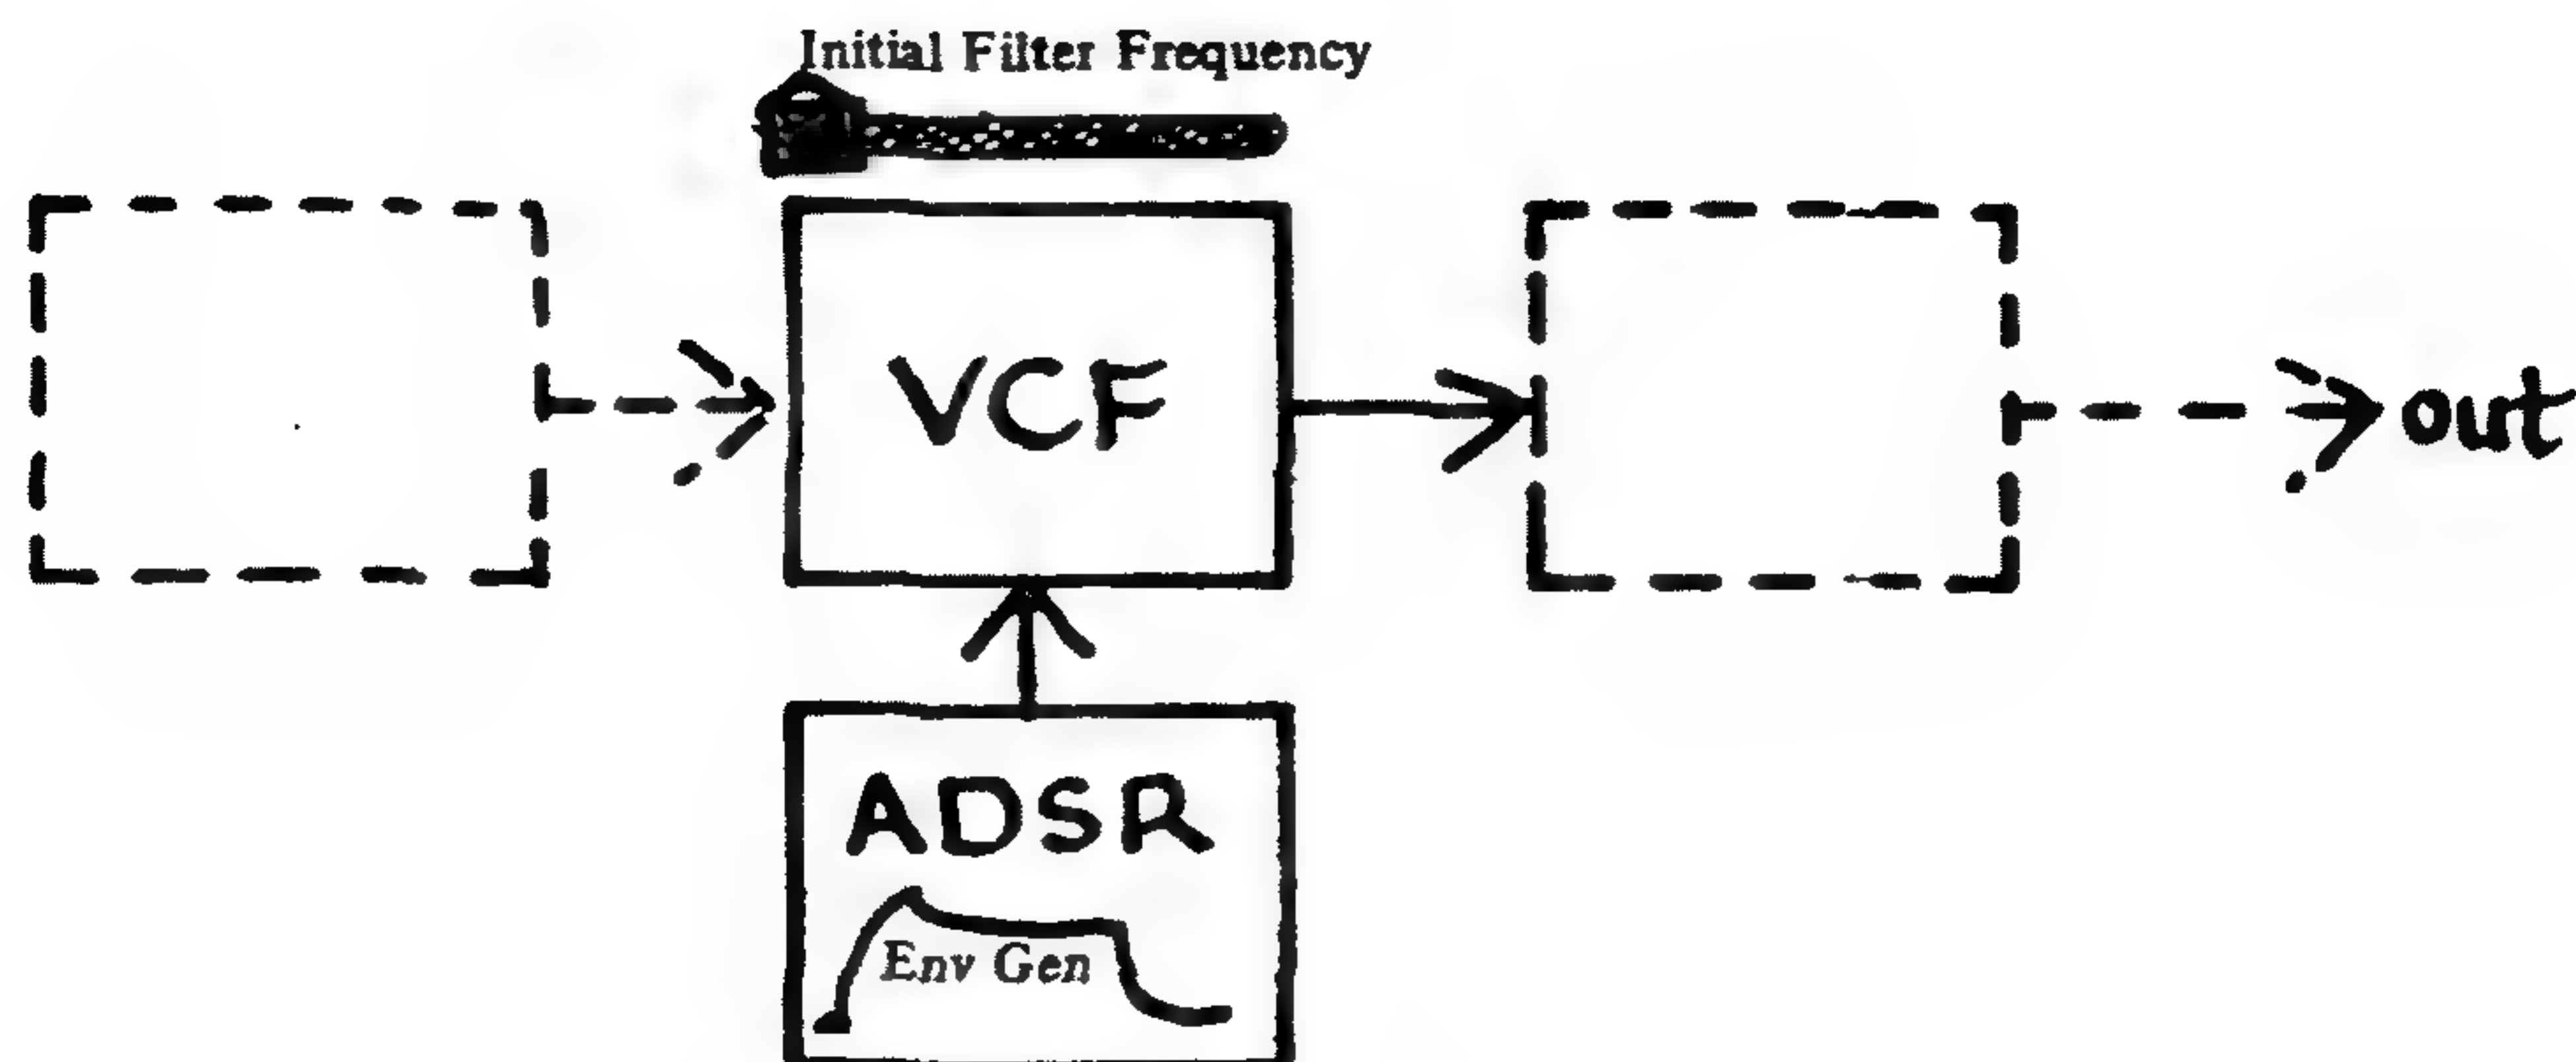 Initial Filter Frequency
VCF
out
ADSR
Env Gen